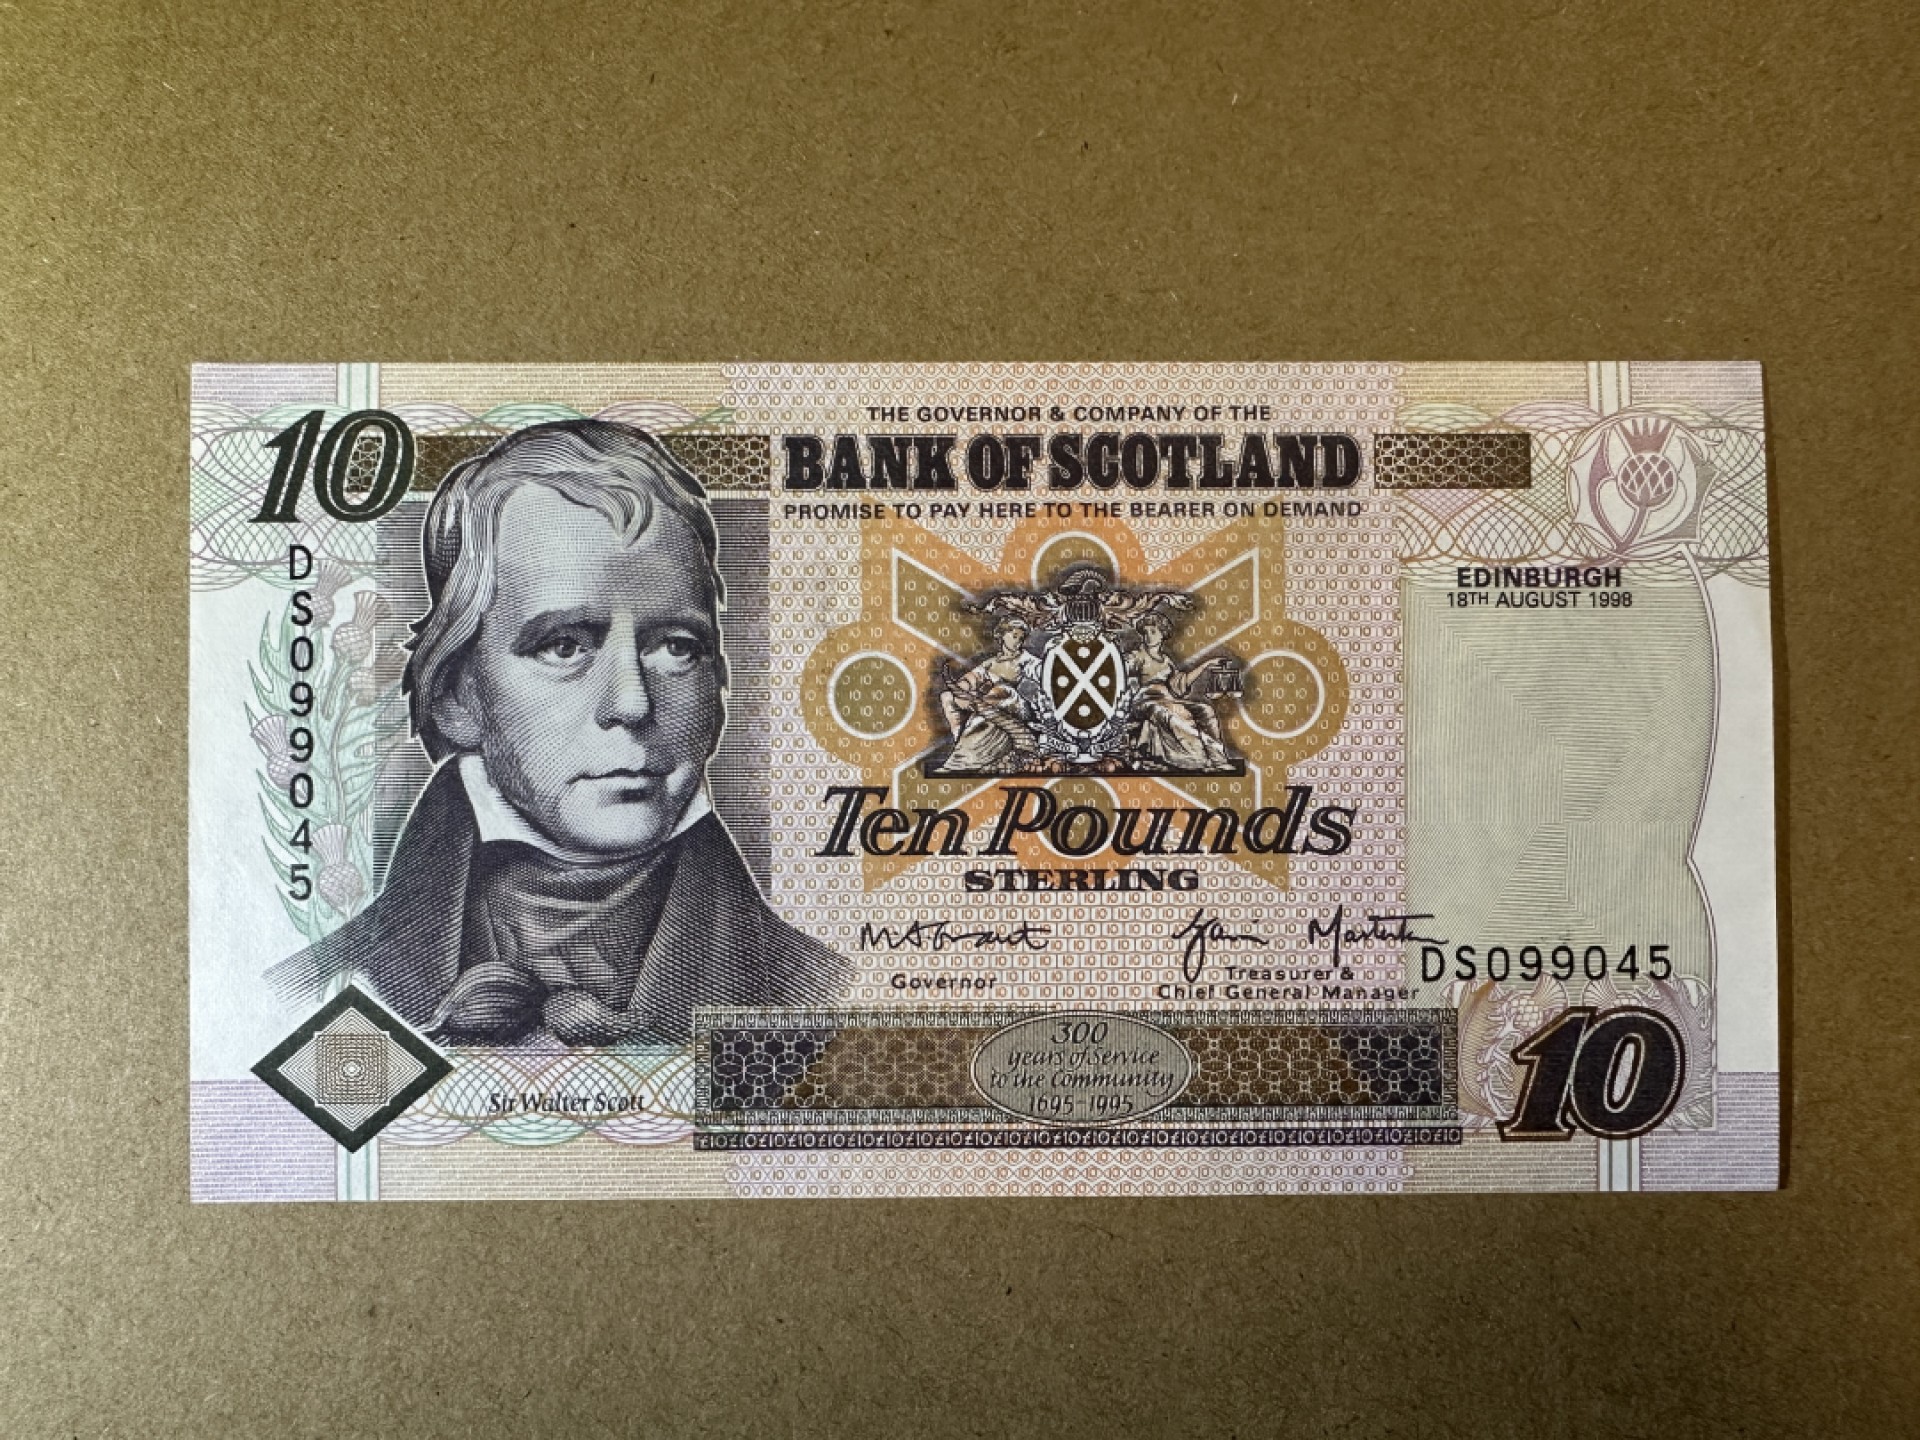 10
THE GOVERNOR & COMPANY OF THE
BANK OF SCOTLAND
PROMISE TO PAY HERE TO THE BEARER ON DEMAND
DS099045
EDINBURGH
18TH AUGUST 1998
Ten Pounds
STERLING
Governor
Treasurer &
Chief General Manager
DS099045
300
years of Service
to the Community
1695-1995
Sir Walter Scott
10